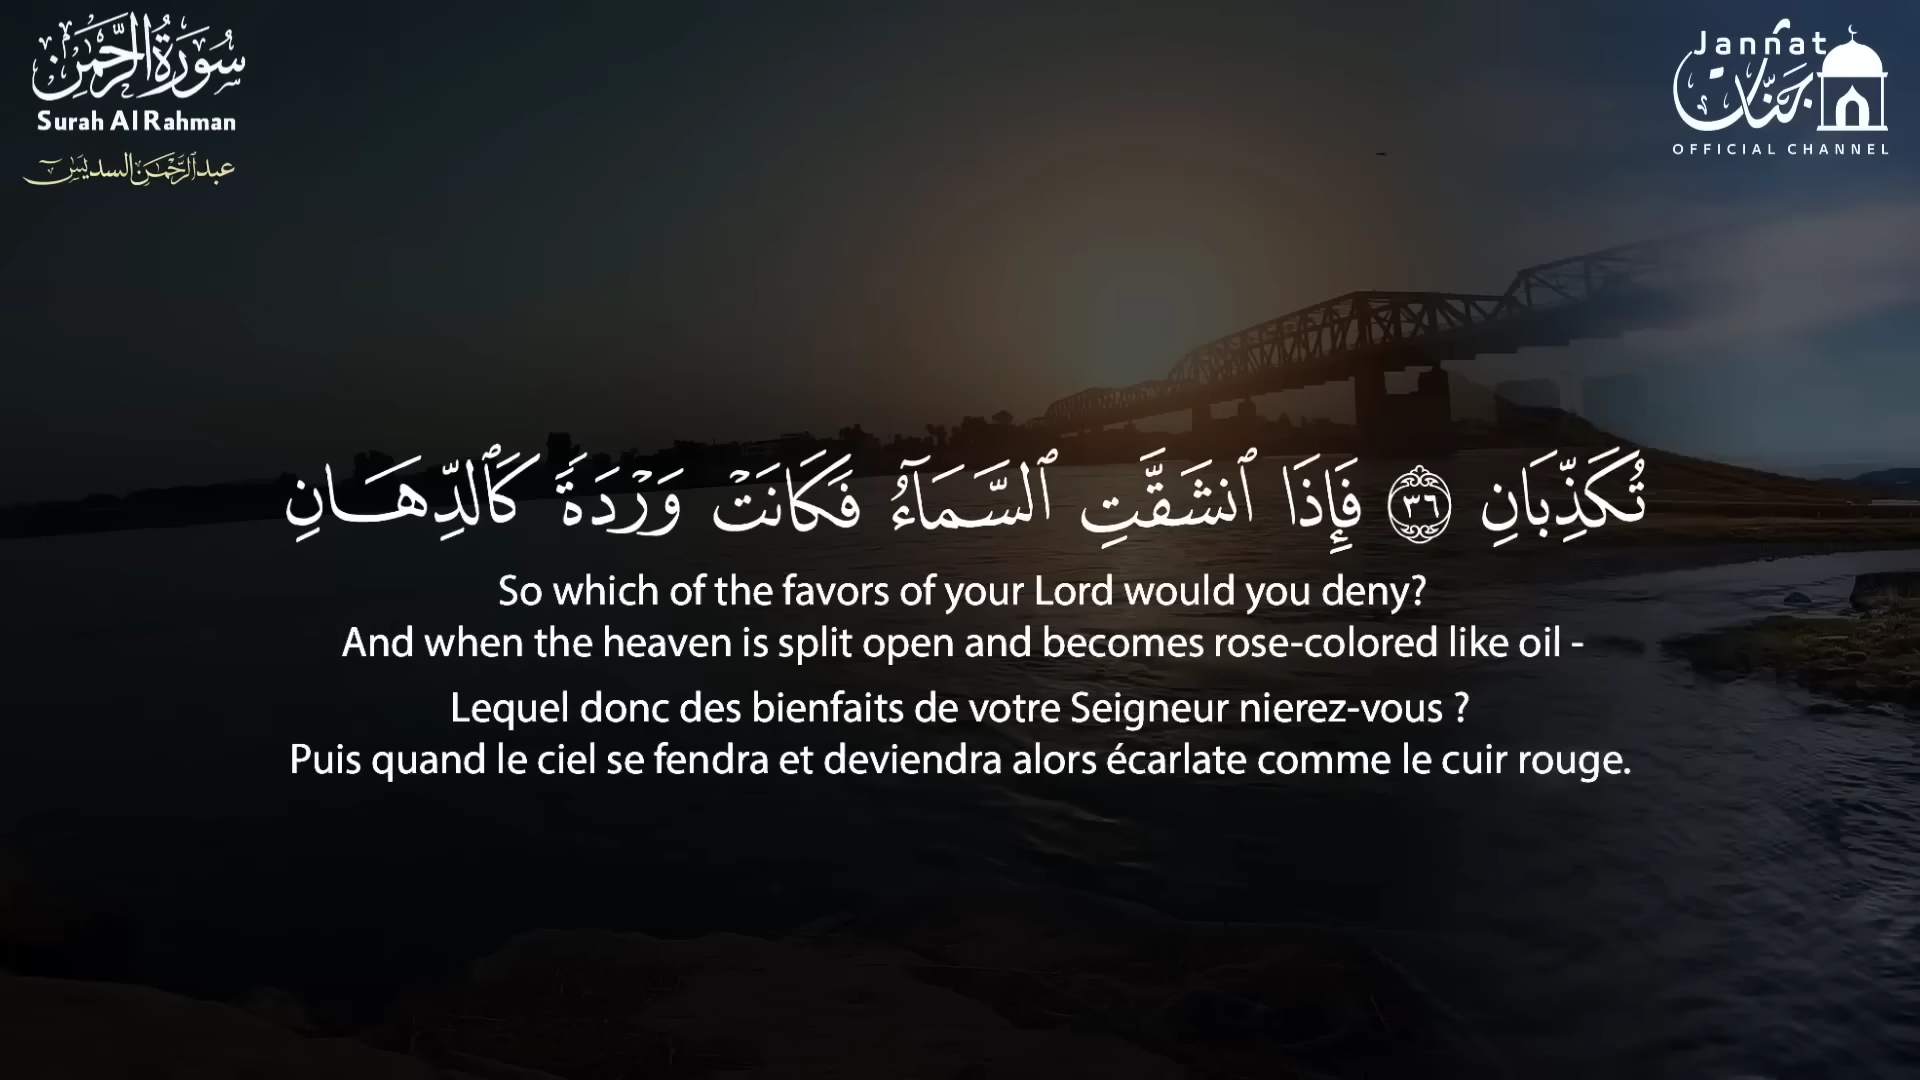 سُورَةُ الرَّحْمَٰن
Surah Al Rahman
عبد الرَّحْمَٰن السديس
Jannat
جَنَّات
OFFICIAL CHANNEL
تُكَذِّبَانِ ٣٦ فَإِذَا ٱنشَقَّتِ ٱلسَّمَآءُ فَكَانَتْ وَرْدَةً كَٱلدِّهَانِ
So which of the favors of your Lord would you deny?
And when the heaven is split open and becomes rose-colored like oil -
Lequel donc des bienfaits de votre Seigneur nierez-vous ?
Puis quand le ciel se fendra et deviendra alors écarlate comme le cuir rouge.